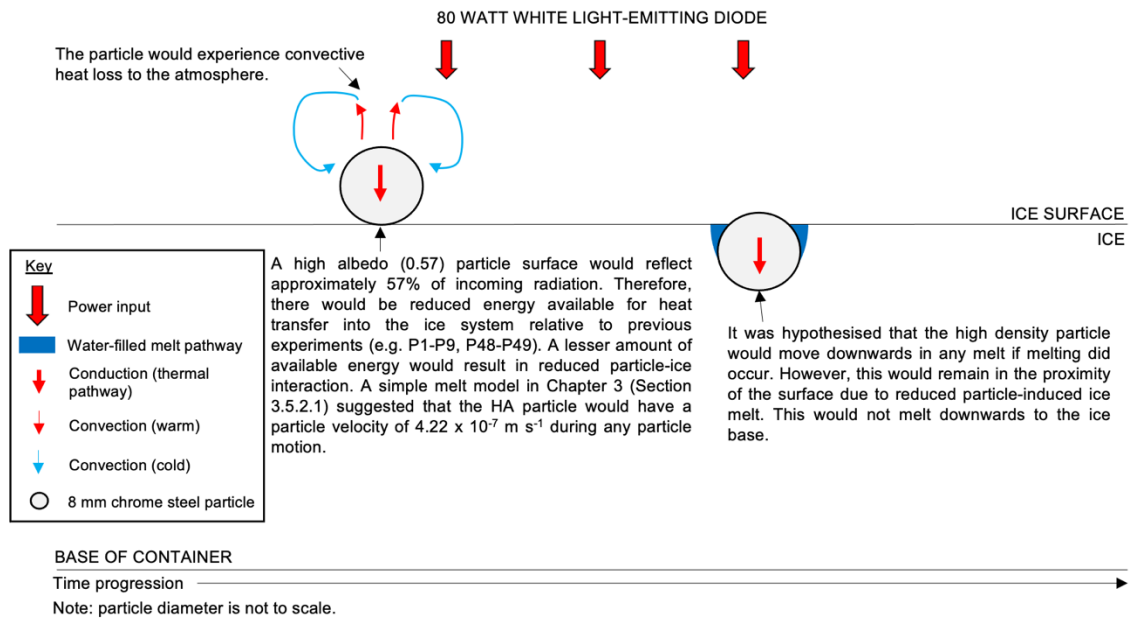 80 WATT WHITE LIGHT-EMITTING DIODE
The particle would experience convective
heat loss to the atmosphere.
ICE SURFACE
ICE
Key
Power input
Water-filled melt pathway
Conduction (thermal
pathway)
Convection (warm)
Convection (cold)
8 mm chrome steel particle
A high albedo (0.57) particle surface would reflect
approximately 57% of incoming radiation. Therefore,
there would be reduced energy available for heat
transfer into the ice system relative to previous
experiments (e.g. P1-P9, P48-P49). A lesser amount of
available energy would result in reduced particle-ice
interaction. A simple melt model in Chapter 3 (Section
3.5.2.1) suggested that the HA particle would have a
particle velocity of 4.22 x 10⁻⁷ m s⁻¹ during any particle
motion.
It was hypothesised that the high density particle
would move downwards in any melt if melting did
occur. However, this would remain in the proximity
of the surface due to reduced particle-induced ice
melt. This would not melt downwards to the ice
base.
BASE OF CONTAINER
Time progression
Note: particle diameter is not to scale.